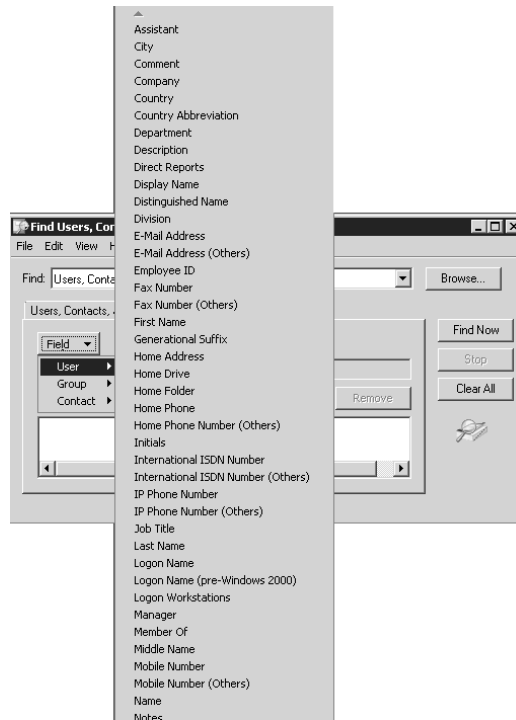 Assistant
City
Comment
Company
Country
Country Abbreviation
Department
Description
Direct Reports
Display Name
Distinguished Name
Division
E-Mail Address
E-Mail Address (Others)
Employee ID
Fax Number
Fax Number (Others)
First Name
Generational Suffix
Home Address
Home Drive
Home Folder
Home Phone
Home Phone Number (Others)
Initials
International ISDN Number
International ISDN Number (Others)
IP Phone Number
IP Phone Number (Others)
Job Title
Last Name
Logon Name
Logon Name (pre-Windows 2000)
Logon Workstations
Manager
Member Of
Middle Name
Mobile Number
Mobile Number (Others)
Name
Notes
Find Users, Cor
File Edit View H
Find: Users, Conta
Browse...
Users, Contacts,
Field
User
Group
Contact
Remove
Find Now
Stop
Clear All